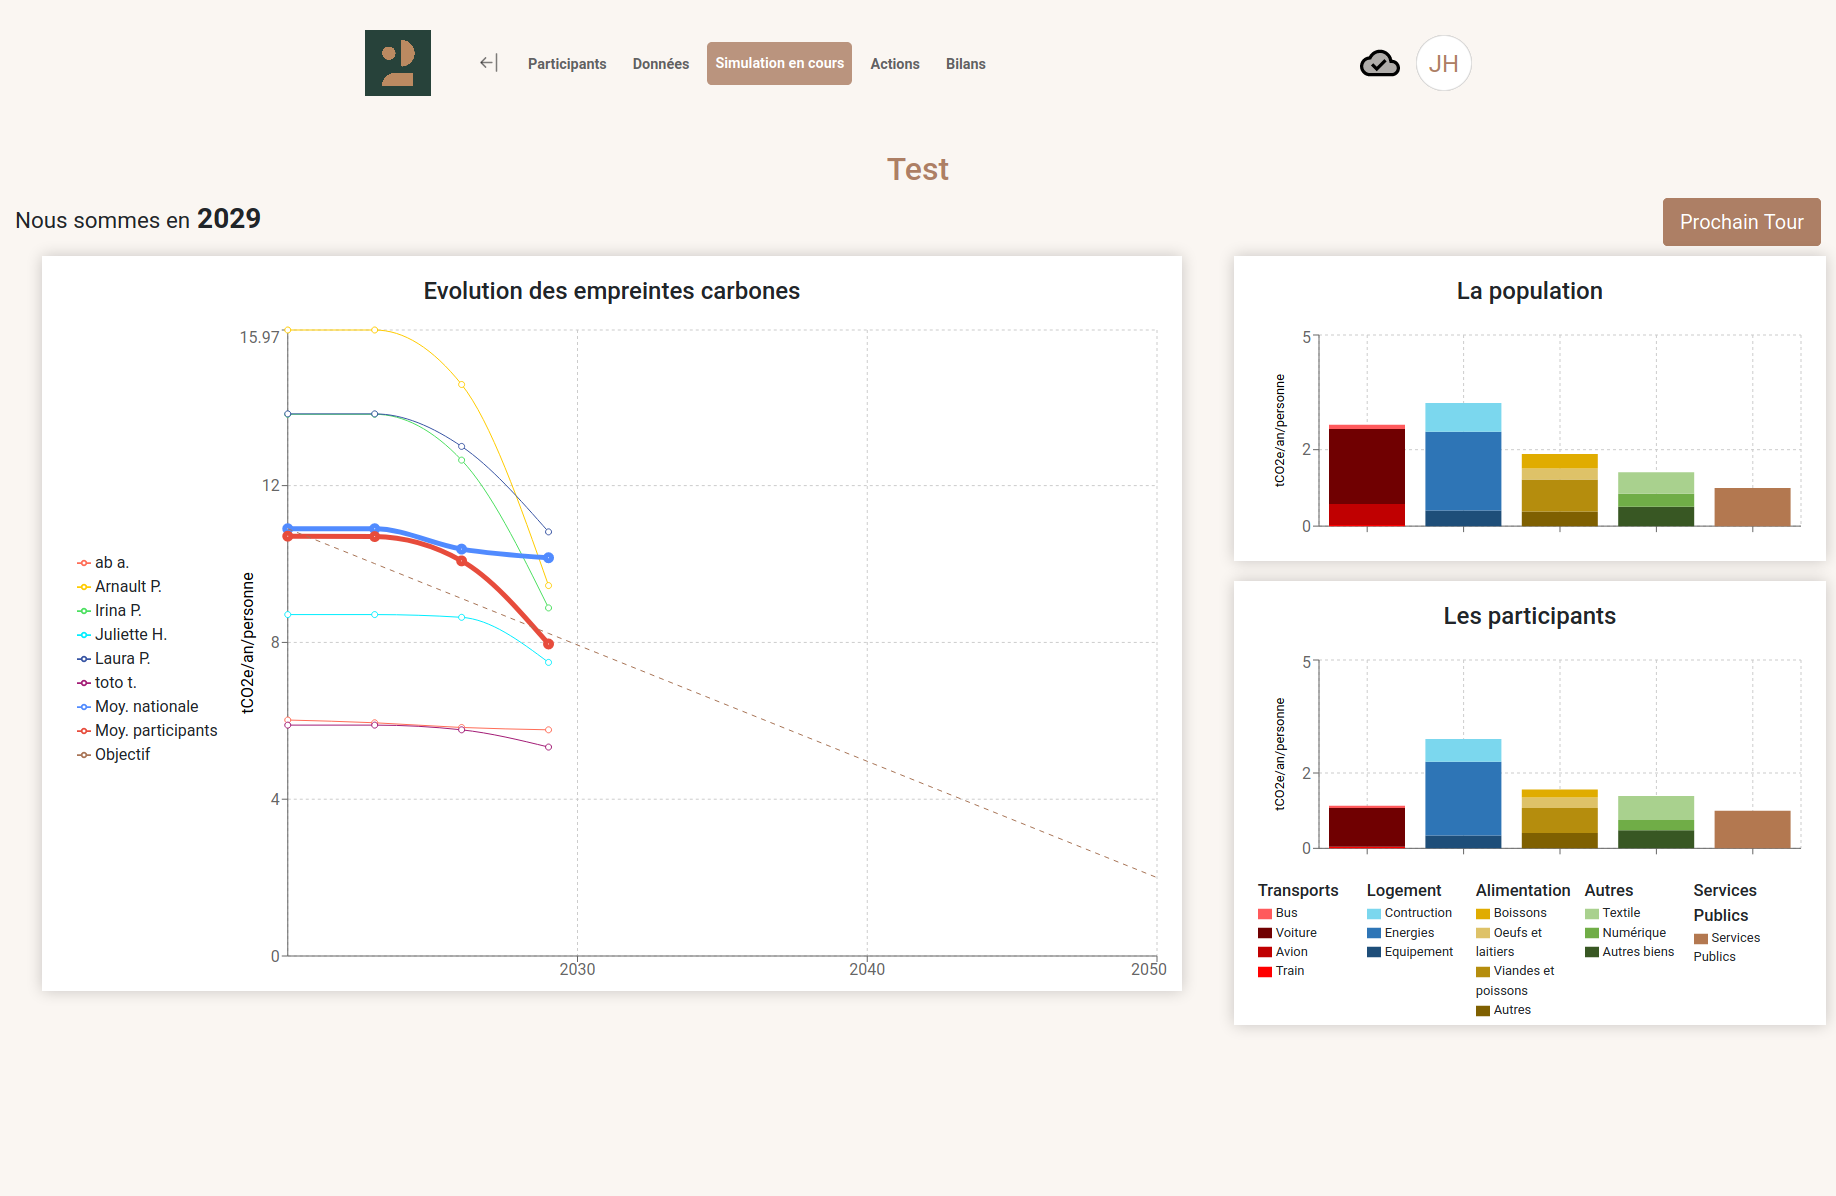 Participants
Données
Simulation en cours
Actions
Bilans
JH
Test
Nous sommes en 2029
Prochain Tour
Evolution des empreintes carbones
15.97
12
8
4
0
tCO2e/an/personne
2030
2040
2050
ab a.
Arnault P.
Irina P.
Juliette H.
Laura P.
toto t.
Moy. nationale
Moy. participants
Objectif
La population
5
2
0
tCO2e/an/personne
Les participants
5
2
0
tCO2e/an/personne
Transports
Bus
Voiture
Avion
Train
Logement
Contruction
Energies
Equipement
Alimentation
Boissons
Oeufs et
laitiers
Viandes et
poissons
Autres
Autres
Textile
Numérique
Autres biens
Services
Publics
Services
Publics